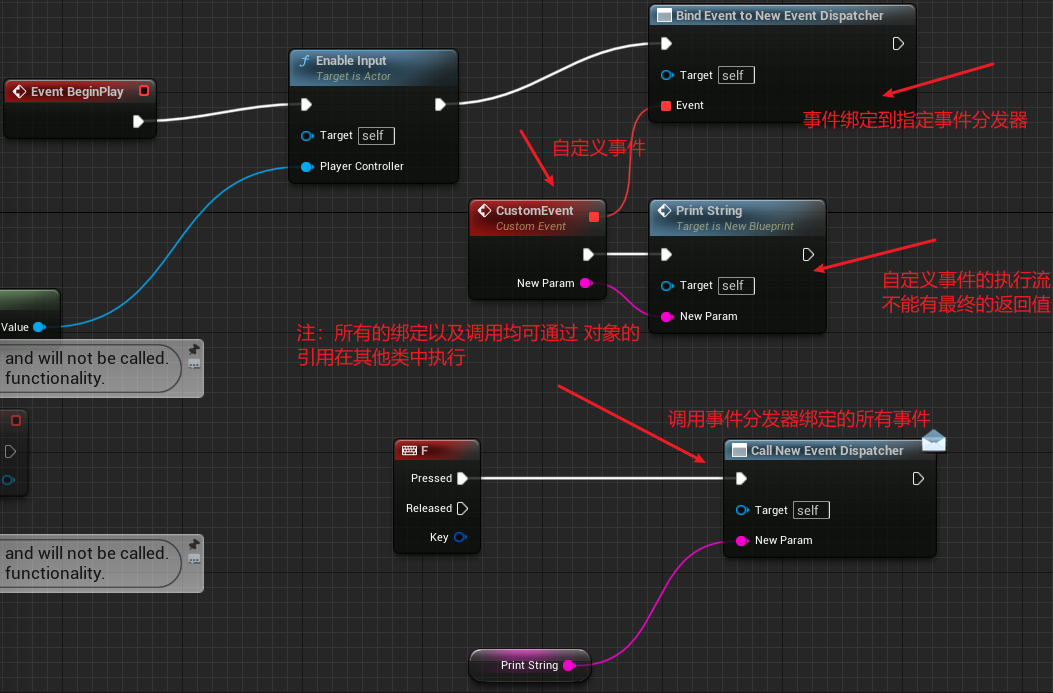 Bind Event to New Event Dispatcher
Target self
Event
事件绑定到指定事件分发器
Enable Input
Target is Actor
Target self
Player Controller
Event BeginPlay
自定义事件
CustomEvent
Custom Event
New Param
Print String
Target is New Blueprint
Target self
New Param
自定义事件的执行流
不能有最终的返回值
Value
注：所有的绑定以及调用均可通过 对象的
引用在其他类中执行
and will not be called.
functionality.
调用事件分发器绑定的所有事件
F
Pressed
Released
Key
Call New Event Dispatcher
Target self
New Param
and will not be called.
functionality.
Print String